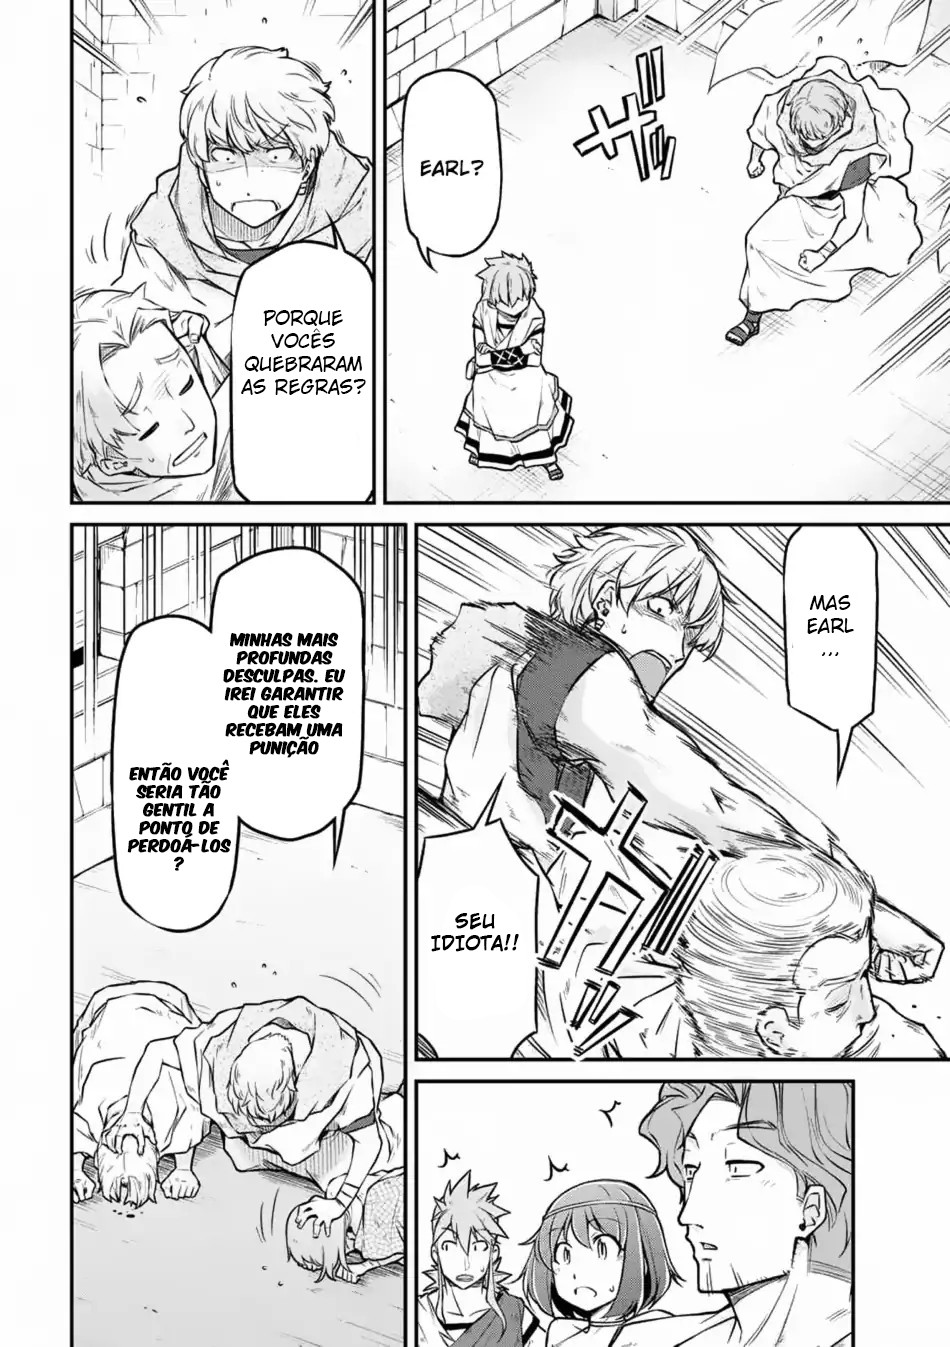 EARL?
PORQUE
VOCÊS
QUEBRARAM
AS REGRAS?
MAS
EARL
...
SEU
IDIOTA!!
MINHAS MAIS
PROFUNDAS
DESCULPAS. EU
IREI GARANTIR
QUE ELES
RECEBAM UMA
PUNIÇÃO
ENTÃO VOCÊ
SERIA TÃO
GENTIL A
PONTO DE
PERDOÁ-LOS
?